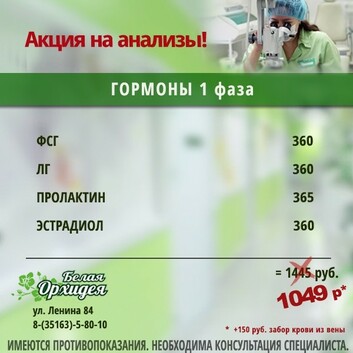 Акция на анализы!
ГОРМОНЫ 1 фаза
ФСГ 360
ЛГ 360
ПРОЛАКТИН 365
ЭСТРАДИОЛ 360
= 1445 руб.
1049 р*
Белая
Орхидея
ул. Ленина 84
8-(35163)-5-80-10
* +150 руб. забор крови из вены
ИМЕЮТСЯ ПРОТИВОПОКАЗАНИЯ. НЕОБХОДИМА КОНСУЛЬТАЦИЯ СПЕЦИАЛИСТА.